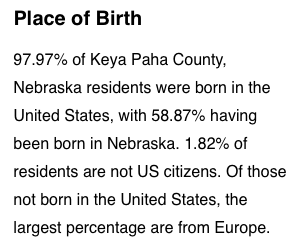 Place of Birth
97.97% of Keya Paha County,
Nebraska residents were born in the
United States, with 58.87% having
been born in Nebraska. 1.82% of
residents are not US citizens. Of those
not born in the United States, the
largest percentage are from Europe.